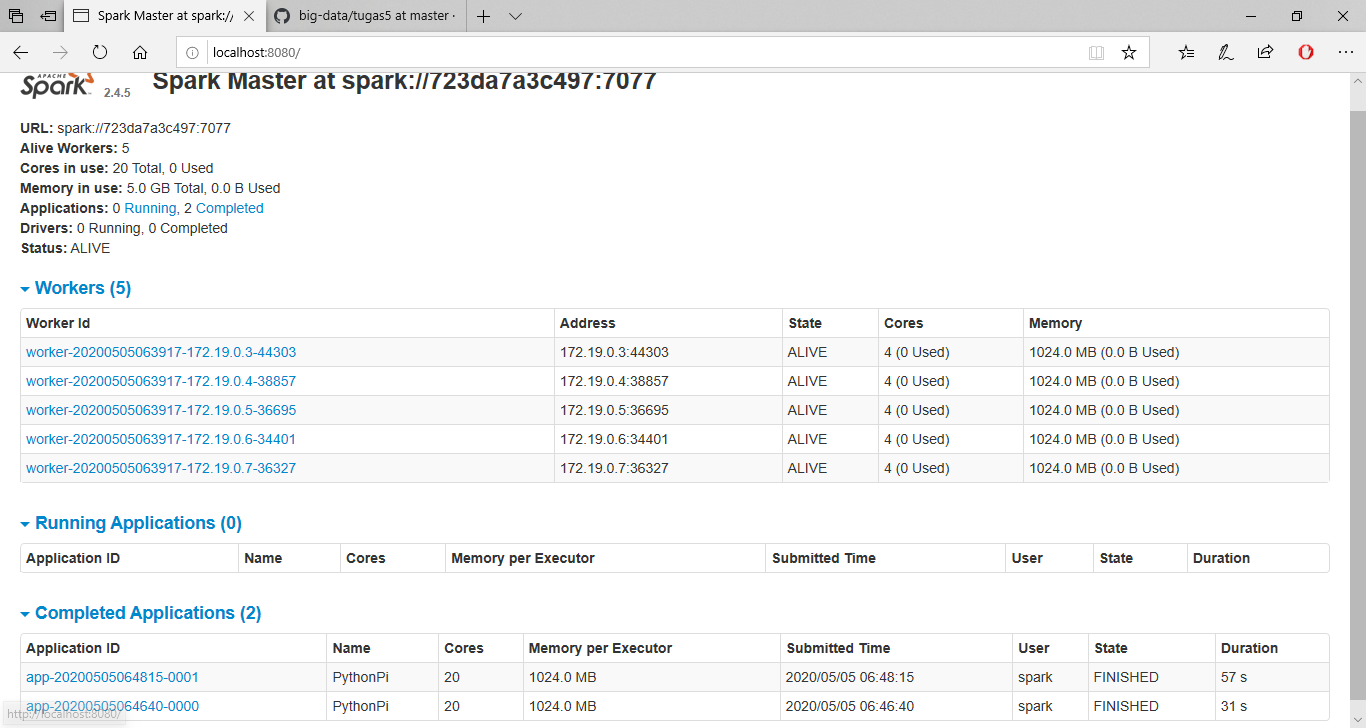 Spark Master at spark://
big-data/tugas5 at master ·
localhost:8080/
APACHE Spark 2.4.5 Spark Master at spark://723da7a3c497:7077
URL: spark://723da7a3c497:7077
Alive Workers: 5
Cores in use: 20 Total, 0 Used
Memory in use: 5.0 GB Total, 0.0 B Used
Applications: 0 Running, 2 Completed
Drivers: 0 Running, 0 Completed
Status: ALIVE
Workers (5)
Worker Id Address State Cores Memory
worker-20200505063917-172.19.0.3-44303 172.19.0.3:44303 ALIVE 4 (0 Used) 1024.0 MB (0.0 B Used)
worker-20200505063917-172.19.0.4-38857 172.19.0.4:38857 ALIVE 4 (0 Used) 1024.0 MB (0.0 B Used)
worker-20200505063917-172.19.0.5-36695 172.19.0.5:36695 ALIVE 4 (0 Used) 1024.0 MB (0.0 B Used)
worker-20200505063917-172.19.0.6-34401 172.19.0.6:34401 ALIVE 4 (0 Used) 1024.0 MB (0.0 B Used)
worker-20200505063917-172.19.0.7-36327 172.19.0.7:36327 ALIVE 4 (0 Used) 1024.0 MB (0.0 B Used)
Running Applications (0)
Application ID Name Cores Memory per Executor Submitted Time User State Duration
Completed Applications (2)
Application ID Name Cores Memory per Executor Submitted Time User State Duration
app-20200505064815-0001 PythonPi 20 1024.0 MB 2020/05/05 06:48:15 spark FINISHED 57 s
app-20200505064640-0000 PythonPi 20 1024.0 MB 2020/05/05 06:46:40 spark FINISHED 31 s
http://localhost:8080/